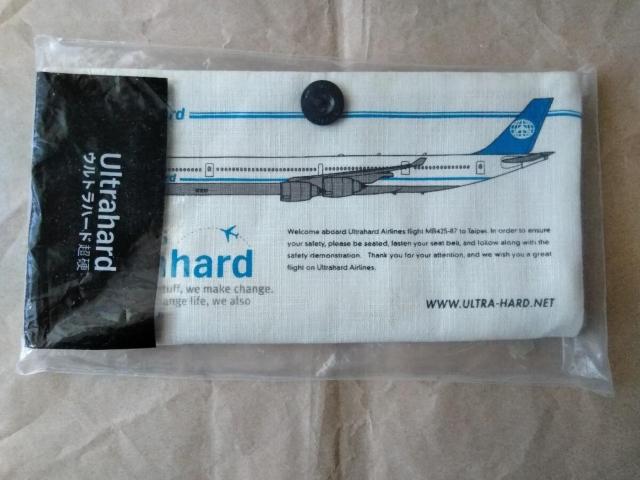 Ultrahard
ウルトラハード超硬
hard
hard
hard
stuff, we make change.
ange life, we also
Welcome aboard Ultrahard Airlines flight MB425-87 to Taipei. In order to ensure
your safety, please be seated, fasten your seat belt, and follow along with the
safety demonstration. Thank you for your attention, and we wish you a great
flight on Ultrahard Airlines.
WWW.ULTRA-HARD.NET